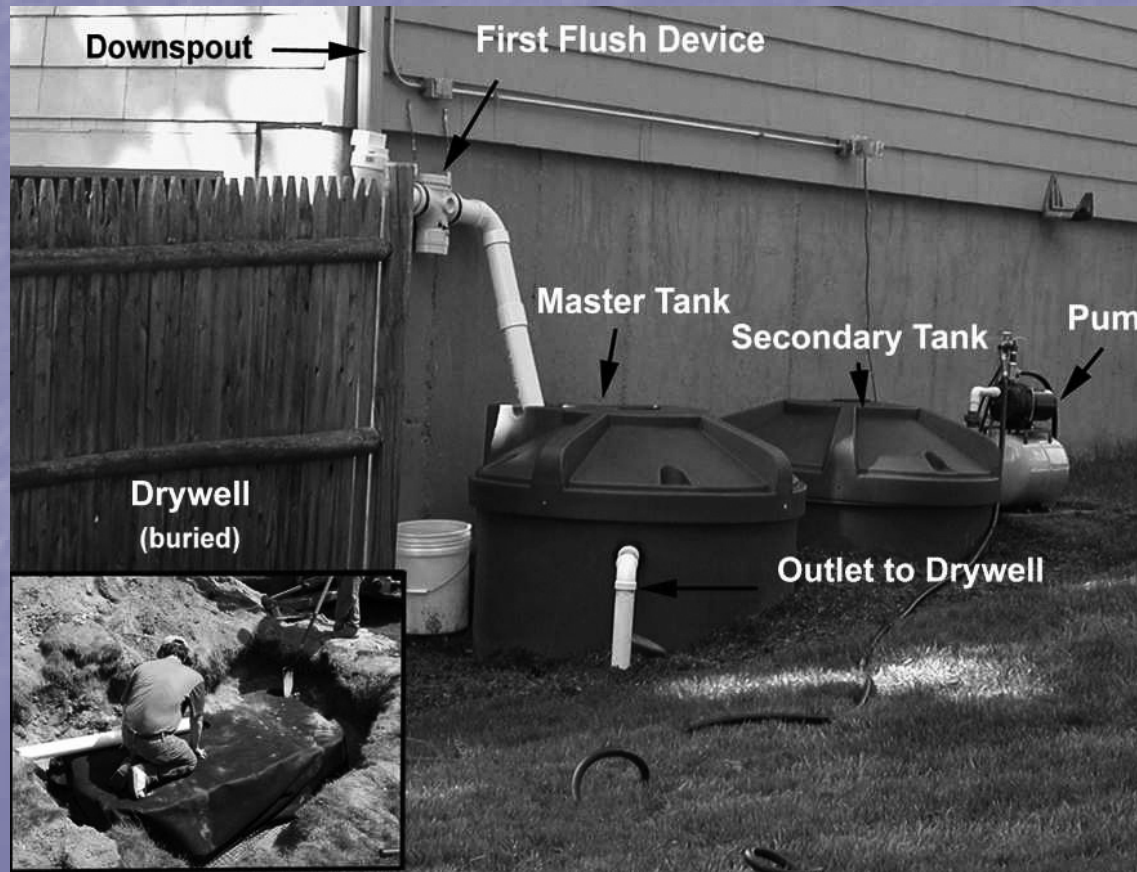 Downspout
First Flush Device
Master Tank
Secondary Tank
Pum
Drywell
(buried)
Outlet to Drywell